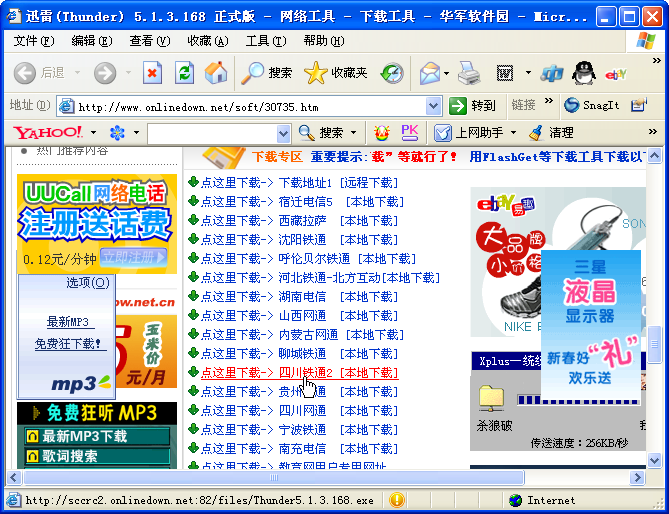 迅雷(Thunder) 5.1.3.168 正式版 - 网络工具 - 下载工具 - 华军软件园 - Micr...
文件(F) 编辑(E) 查看(V) 收藏(A) 工具(T) 帮助(H)
后退 搜索 收藏夹
地址(D) http://www.onlinedown.net/soft/30735.htm 转到 链接 SnagIt
YAHOO! 搜索 PK 上网助手 清理
热门推荐内容
下载专区 重要提示:载”等就行了! 用FlashGet等下载工具下载以
点这里下载-> 下载地址1 [远程下载]
点这里下载-> 宿迁电信5 [本地下载]
点这里下载-> 西藏拉萨 [本地下载]
点这里下载-> 沈阳铁通 [本地下载]
点这里下载-> 呼伦贝尔铁通 [本地下载]
点这里下载-> 河北铁通-北方互动[本地下载]
点这里下载-> 湖南电信 [本地下载]
点这里下载-> 山西网通 [本地下载]
点这里下载-> 内蒙古网通 [本地下载]
点这里下载-> 聊城铁通 [本地下载]
点这里下载-> 四川铁通2 [本地下载]
点这里下载-> 贵州 通 [本地下载]
点这里下载-> 四川网通 [本地下载]
点这里下载-> 宁波铁通 [本地下载]
点这里下载-> 南充电信 [本地下载]
点这里下载-> 教育网用户专用网址
UUCall网络电话
注册送话费
0.12元/分钟 立即注册
选项(O)
ow.net.cn
最新MP3
免费狂下载!
mp3
玉米价
5元/月
免费狂听 MP3
最新MP3下载
歌词搜索
ebay易趣
大品牌
小价格
SON
NIKE
三星
液晶
显示器
新春好“礼”
欢乐送
Xplus—统统
杀狼破
传送速度：256KB/秒
http://sccrc2.onlinedown.net:82/files/Thunder5.1.3.168.exe Internet